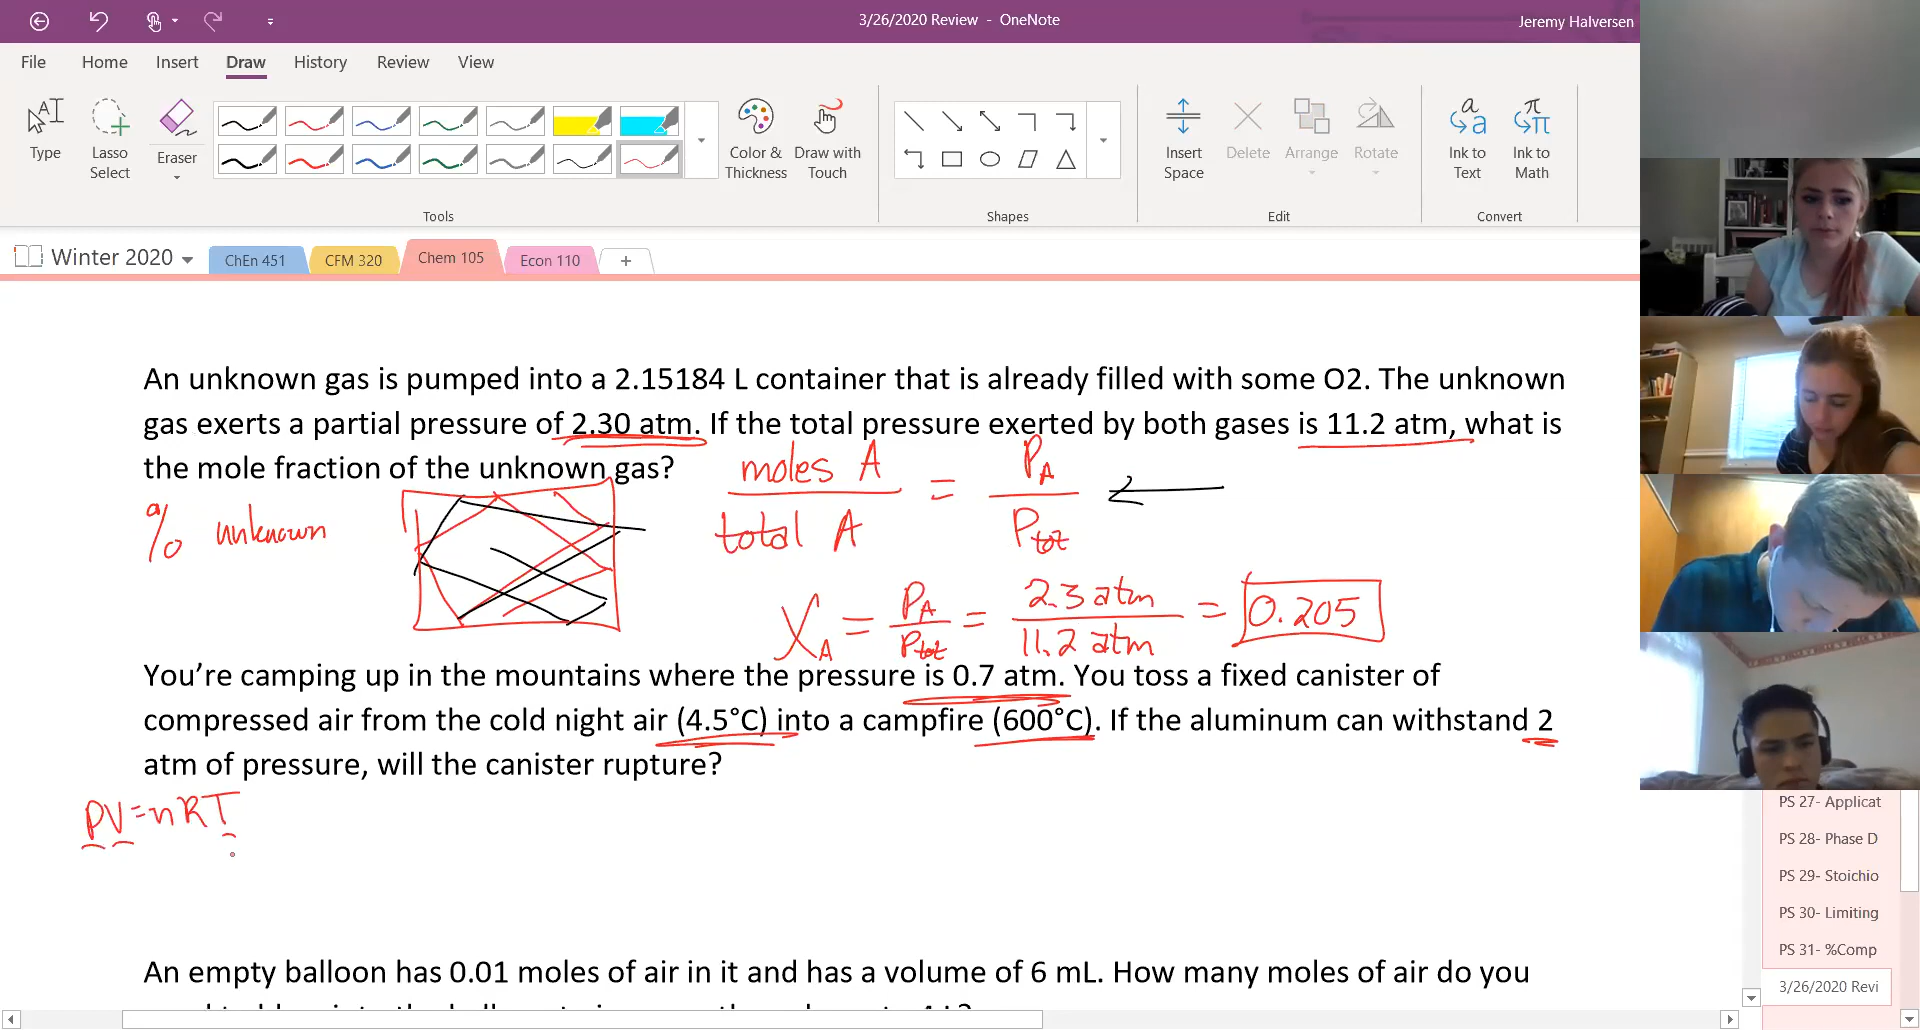 3/26/2020 Review - OneNote
Jeremy Halversen
File Home Insert Draw History Review View
Type
Lasso Select
Eraser
Color & Thickness
Draw with Touch
Insert Space
Delete
Arrange
Rotate
Ink to Text
Ink to Math
Tools
Shapes
Edit
Convert
Winter 2020
ChEn 451
CFM 320
Chem 105
Econ 110
An unknown gas is pumped into a 2.15184 L container that is already filled with some O2. The unknown
gas exerts a partial pressure of 2.30 atm. If the total pressure exerted by both gases is 11.2 atm, what is
the mole fraction of the unknown gas?
moles A / total A = PA / Ptot
% unknown
XA = PA / Ptot = 2.3 atm / 11.2 atm = 0.205
You're camping up in the mountains where the pressure is 0.7 atm. You toss a fixed canister of
compressed air from the cold night air (4.5°C) into a campfire (600°C). If the aluminum can withstand 2
atm of pressure, will the canister rupture?
PV=nRT
An empty balloon has 0.01 moles of air in it and has a volume of 6 mL. How many moles of air do you
PS 27- Applicat
PS 28- Phase D
PS 29- Stoichio
PS 30- Limiting
PS 31- %Comp
3/26/2020 Revi